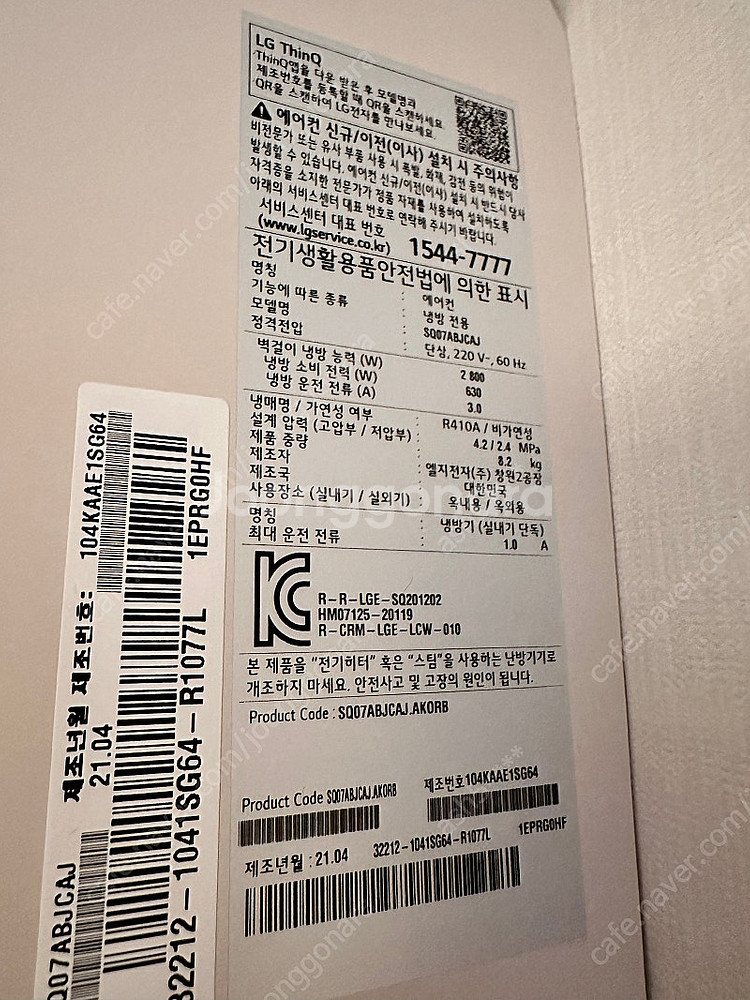 LG ThinQ
ThinQ앱을 다운 받은 후 모델명과
제조번호를 등록할 때 QR을 스캔하세요.
QR을 스캔하여 LG전자를 만나보세요.
에어컨 신규/이전(이사) 설치 시 주의사항
비전문가 또는 유사 부품 사용 시 폭발, 화재, 감전 등의 위험이
발생할 수 있습니다. 에어컨 신규/이전(이사) 설치 시 반드시 당사
자격증을 소지한 전문가가 정품 자재를 사용하여 설치하도록
아래의 서비스센터 대표 번호로 연락해 주시기 바랍니다.
서비스센터 대표 번호
(www.lgservice.co.kr) 1544-7777
전기생활용품안전법에 의한 표시
명칭 : 에어컨
기능에 따른 종류 : 냉방 전용
모델명 : SQ07ABJCAJ
정격전압 : 단상, 220 V~, 60 Hz
벽걸이 냉방 능력 (W) : 2 800
냉방 소비 전력 (W) : 630
냉방 운전 전류 (A) : 3.0
냉매명 / 가연성 여부 : R410A / 비가연성
설계 압력 (고압부 / 저압부) : 4.2 / 2.4 MPa
제품 중량 : 8.2 kg
제조자 : 엘지전자(주) 창원2공장
제조국 : 대한민국
사용장소 (실내기 / 실외기) : 옥내용 / 옥외용
명칭 : 냉방기 (실내기 단독)
최대 운전 전류 : 1.0 A
R-R-LGE-SQ201202
HM07125-20119
R-CRM-LGE-LCW-010
본 제품을 "전기히터" 혹은 "스팀"을 사용하는 난방기기로
개조하지 마세요. 안전사고 및 고장의 원인이 됩니다.
Product Code : SQ07ABJCAJ.AKORB
Product Code SQ07ABJCAJ.AKORB
제조번호 104KAAE1SG64
제조년월 : 21.04
32212-1041SG64-R1077L
1EPRG0HF
Q07ABJCAJ
제조년월 제조번호: 104KAAE1SG64
21.04
32212-1041SG64-R1077L 1EPRG0HF
joonggonara
cafe.naver.com/joonggonara